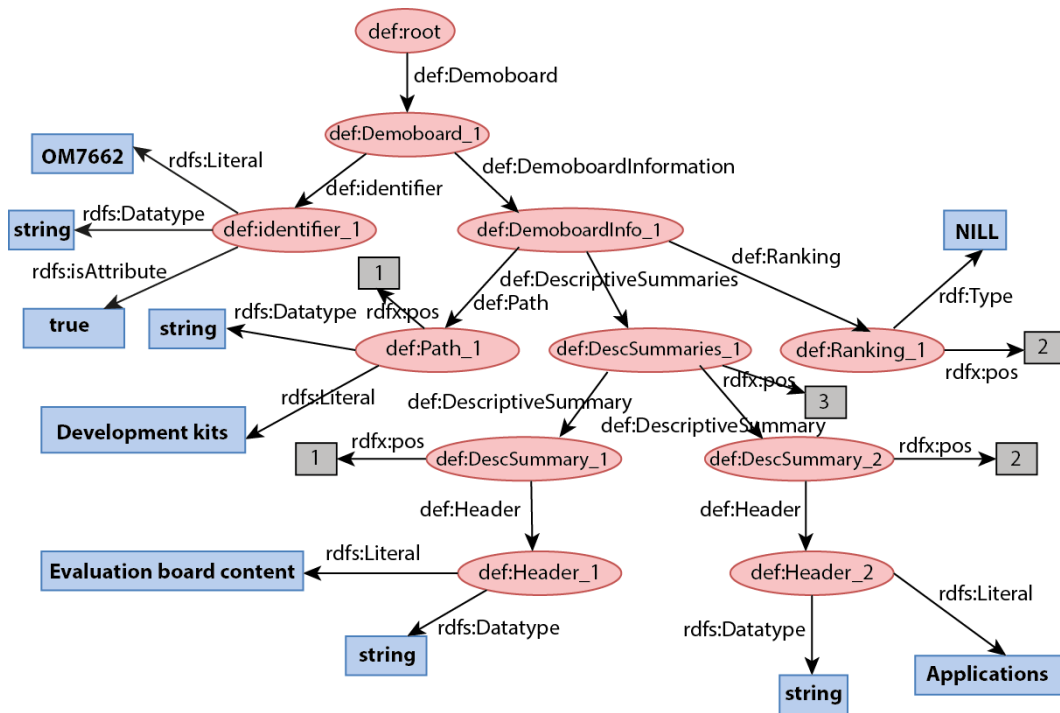 def:root
def:Demoboard
def:Demoboard_1
OM7662
rdfs:Literal
def:identifier
def:DemoboardInformation
string
rdfs:Datatype
def:identifier_1
def:DemoboardInfo_1
NILL
rdfs:isAttribute
def:Ranking
1
def:DescriptiveSummaries
rdf:Type
true
string
rdfs:Datatype
rdfx:pos
def:Path
def:Path_1
def:DescSummaries_1
def:Ranking_1
2
rdfx:pos
rdfs:Literal
rdfx:pos
3
def:DescriptiveSummary
def:DescriptiveSummary
Development kits
1
rdfx:pos
def:DescSummary_1
def:DescSummary_2
rdfx:pos
2
def:Header
def:Header
Evaluation board content
rdfs:Literal
def:Header_1
def:Header_2
rdfs:Literal
rdfs:Datatype
rdfs:Datatype
string
Applications
string